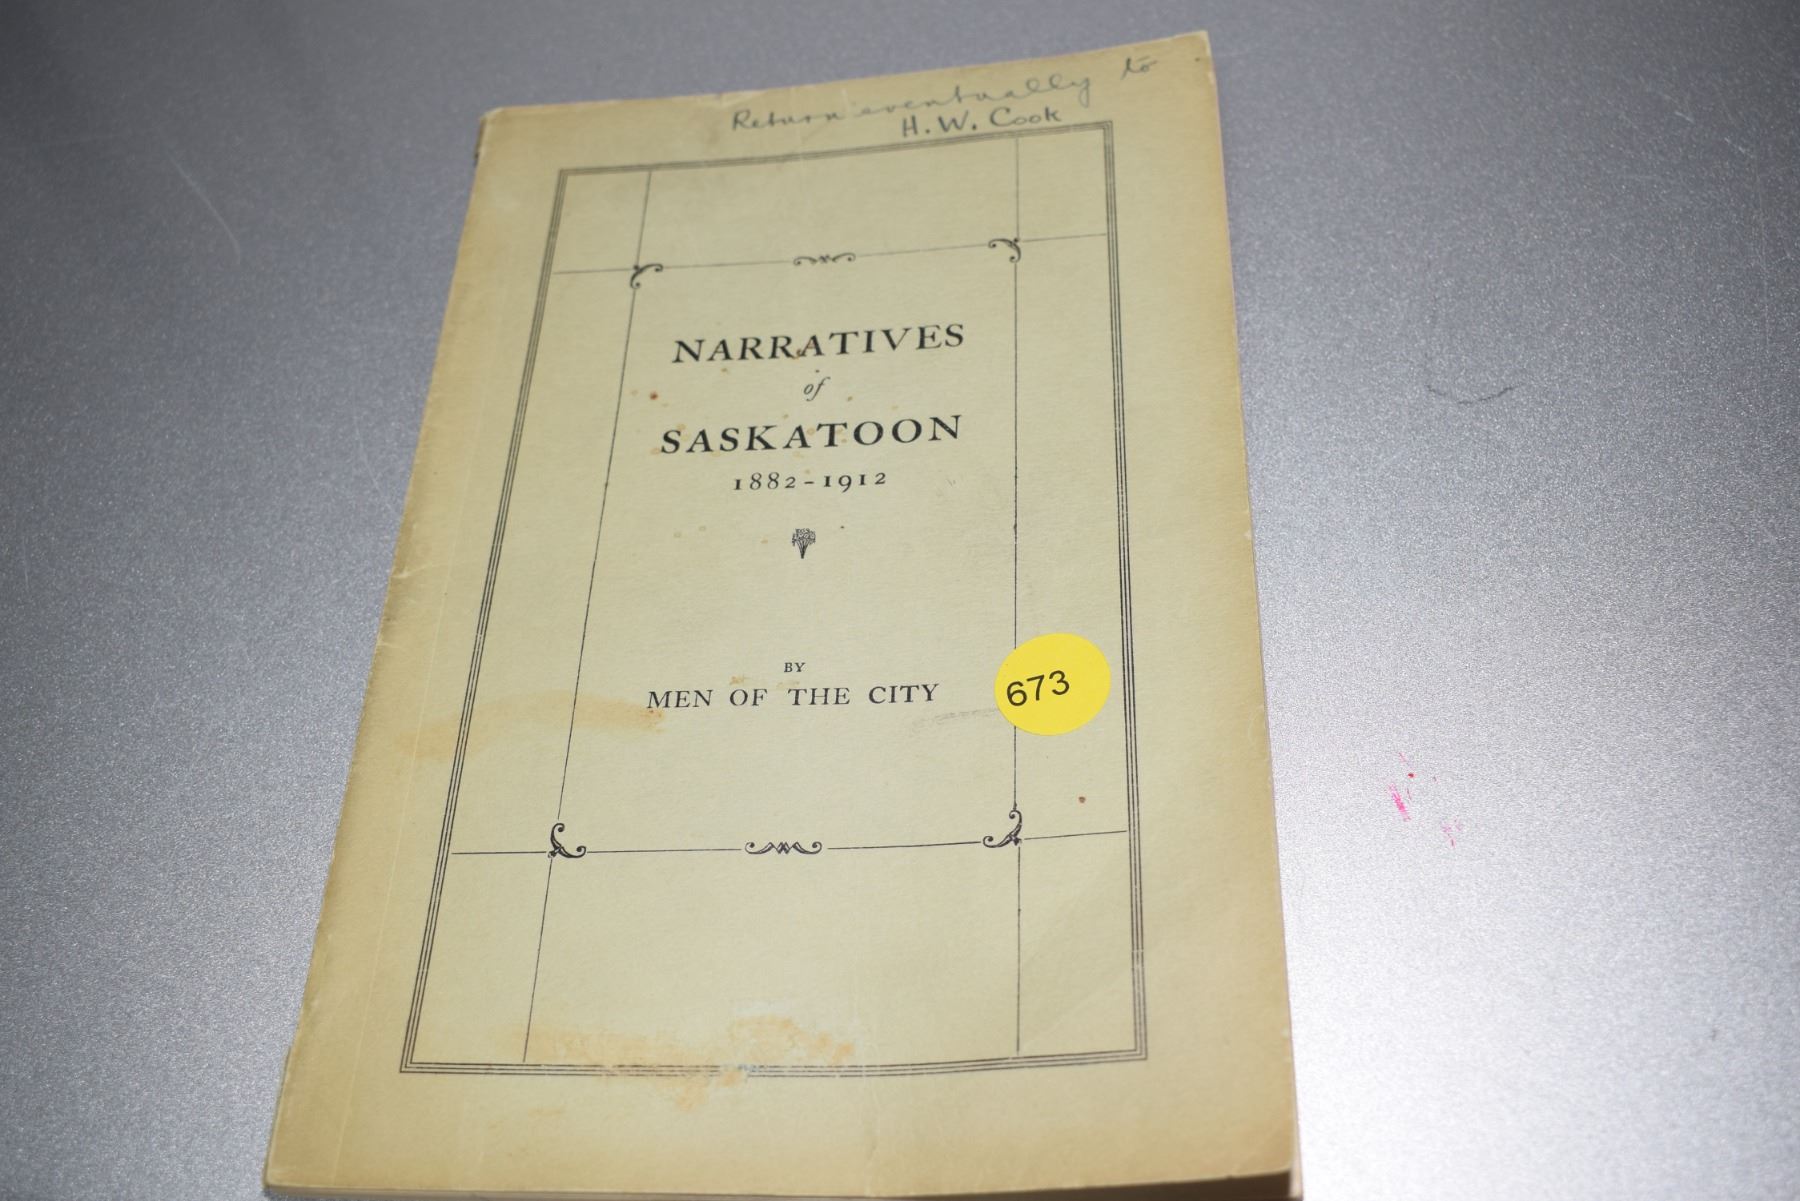 Return eventually to
H. W. Cook
NARRATIVES
of
SASKATOON
1882-1912
BY
MEN OF THE CITY
673